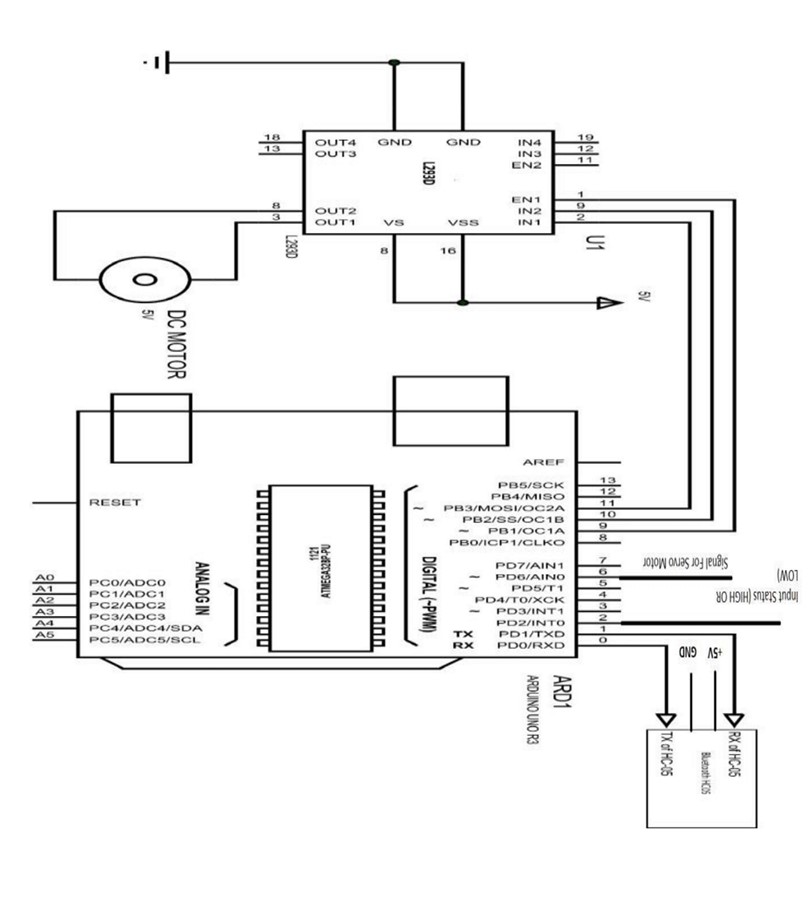 18
13
OUT4
OUT3
GND
GND
IN4
IN3
EN2
19
12
11
L293D
8
3
OUT2
OUT1
VS
VSS
EN1
IN2
IN1
1
9
2
L293D
U1
8
16
5V
5V
DC MOTOR
AREF
RESET
PB5/SCK
PB4/MISO
~ PB3/MOSI/OC2A
~ PB2/SS/OC1B
~ PB1/OC1A
PB0/ICP1/CLKO
13
12
11
10
9
8
ATMEGA328P-PU
1121
ANALOG IN
DIGITAL (~PWM)
PD7/AIN1
~ PD6/AIN0
~ PD5/T1
PD4/T0/XCK
~ PD3/INT1
PD2/INT0
TX PD1/TXD
RX PD0/RXD
7
6
5
4
3
2
1
0
A0
A1
A2
A3
A4
A5
PC0/ADC0
PC1/ADC1
PC2/ADC2
PC3/ADC3
PC4/ADC4/SDA
PC5/ADC5/SCL
Signal For Servo Motor
Input Status (HIGH OR
LOW)
GND
+5V
ARD1
ARDUINO UNO R3
TX of HC-05
Bluetooth HC05
RX of HC-05